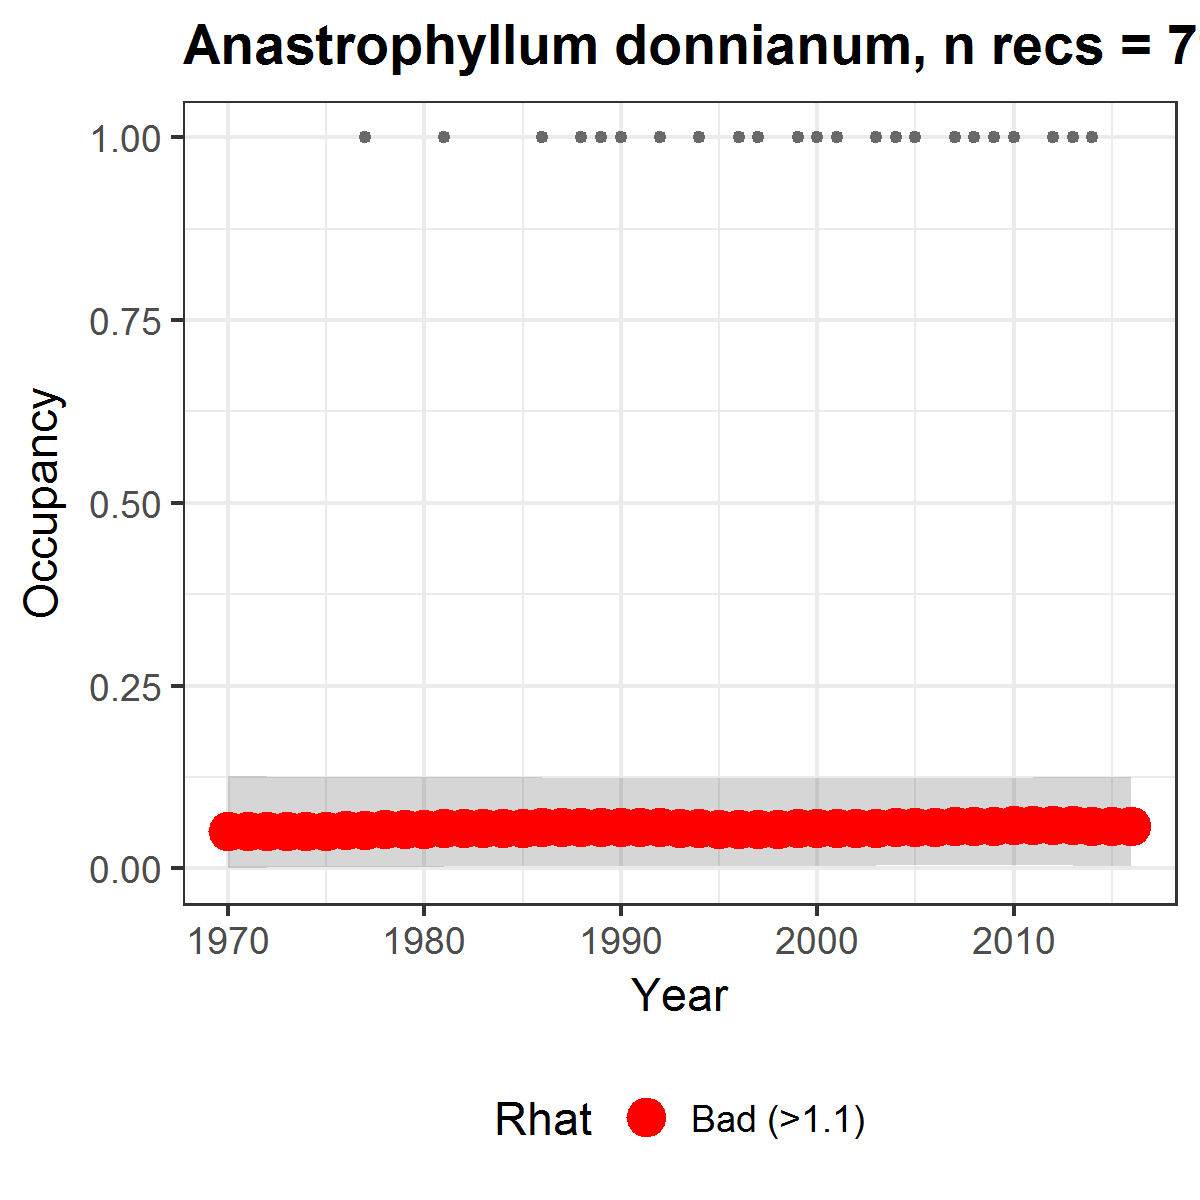 Anastrophyllum donnianum, n recs = 7
1.00
0.75
0.50
0.25
0.00
Occupancy
1970 1980 1990 2000 2010
Year
Rhat Bad (>1.1)